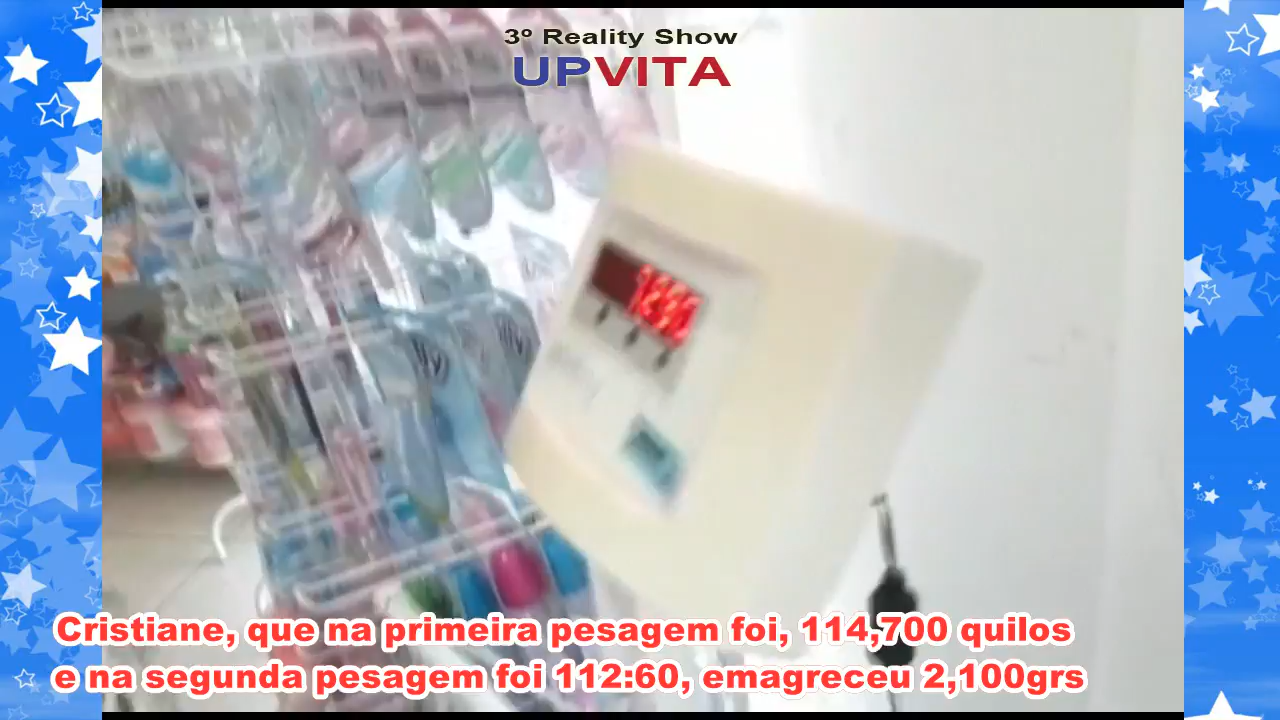 3º Reality Show
UPVITA
Cristiane, que na primeira pesagem foi, 114,700 quilos
e na segunda pesagem foi 112:60, emagreceu 2,100grs